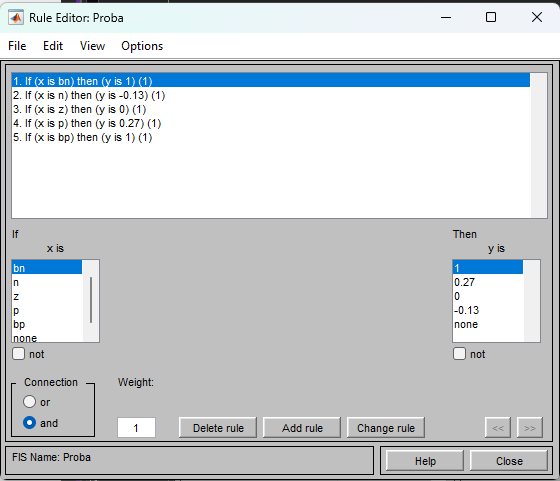 Rule Editor: Proba
File Edit View Options
1. If (x is bn) then (y is 1) (1)
2. If (x is n) then (y is -0.13) (1)
3. If (x is z) then (y is 0) (1)
4. If (x is p) then (y is 0.27) (1)
5. If (x is bp) then (y is 1) (1)
If
x is
bn
n
z
p
bp
none
not
Then
y is
1
0.27
0
-0.13
none
not
Connection
or
and
Weight:
1
Delete rule
Add rule
Change rule
<<
>>
FIS Name: Proba
Help
Close